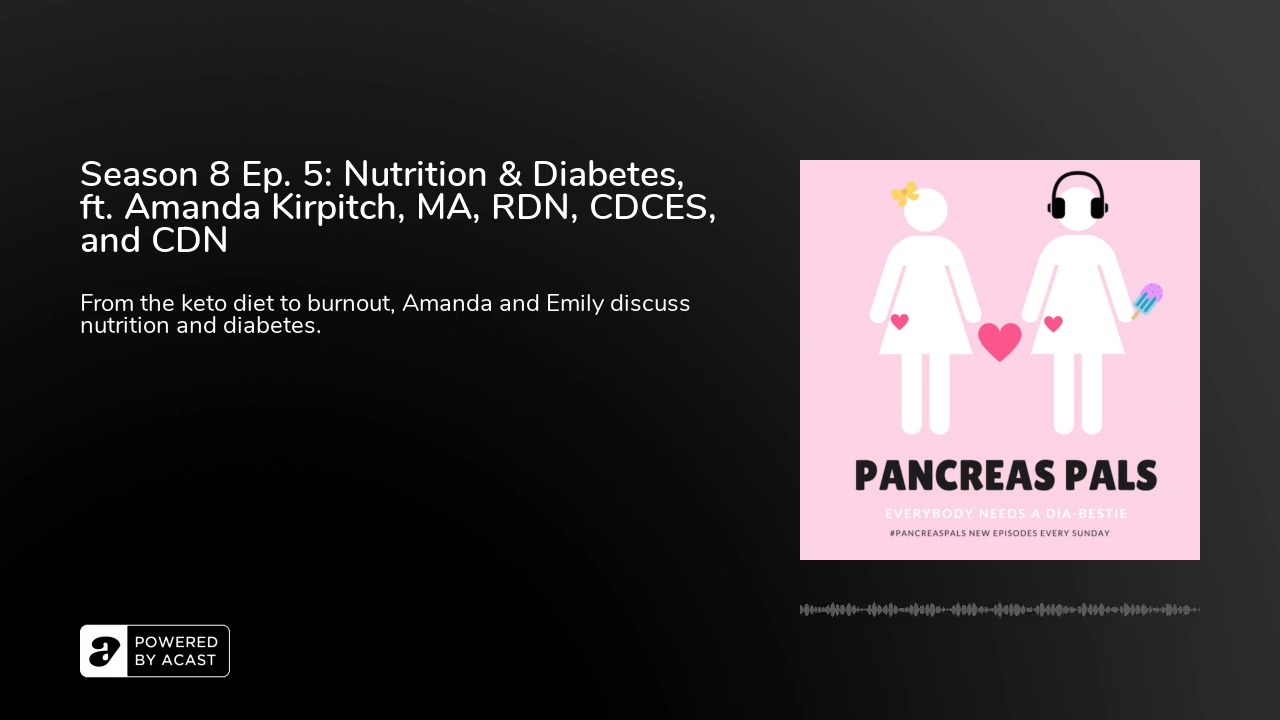 Season 8 Ep. 5: Nutrition & Diabetes,
ft. Amanda Kirpitch, MA, RDN, CDCES,
and CDN
From the keto diet to burnout, Amanda and Emily discuss
nutrition and diabetes.
PANCREAS PALS
EVERYBODY NEEDS A DIA-BESTIE
#PANCREASPALS NEW EPISODES EVERY SUNDAY
POWERED
BY ACAST